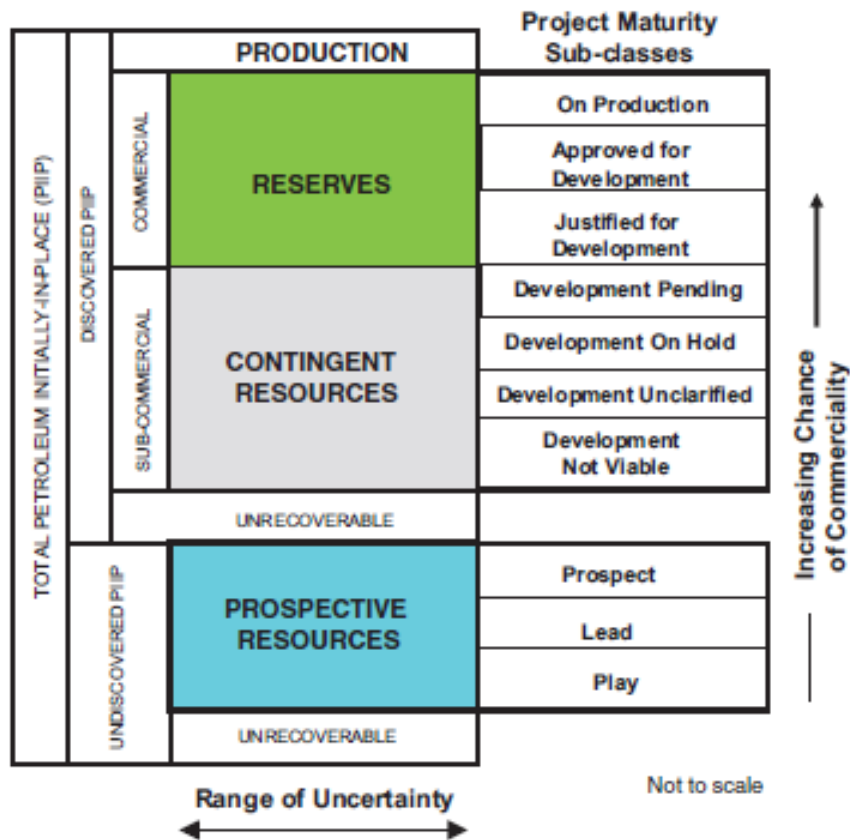 Project Maturity
Sub-classes
PRODUCTION
On Production
Approved for
Development
Justified for
Development
RESERVES
COMMERCIAL
Development Pending
Development On Hold
Development Unclarified
Development
Not Viable
CONTINGENT
RESOURCES
SUB-COMMERCIAL
DISCOVERED PIIP
TOTAL PETROLEUM INITIALLY-IN-PLACE (PIIP)
UNRECOVERABLE
PROSPECTIVE
RESOURCES
Prospect
Lead
Play
UNDISCOVERED PIIP
UNRECOVERABLE
Increasing Chance
of Commerciality
Range of Uncertainty
Not to scale